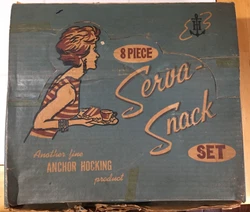 8 PIECE
Serva-
Snack
SET
Another fine
ANCHOR HOCKING
product